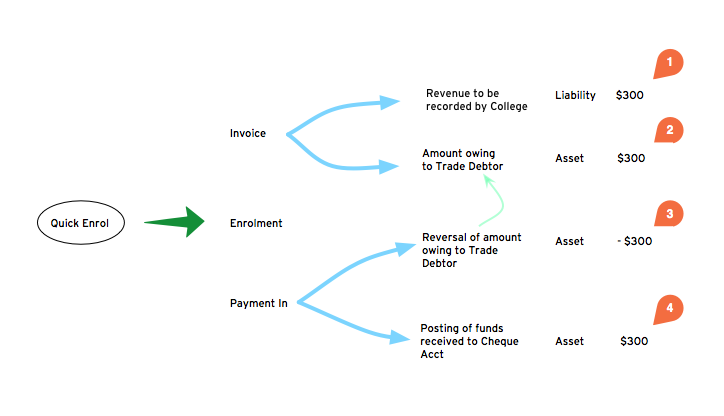 1
Revenue to be
recorded by College
Liability
$300
Invoice
2
Amount owing
to Trade Debtor
Asset
$300
Quick Enrol
Enrolment
3
Reversal of amount
owing to Trade
Debtor
Asset
- $300
Payment In
4
Posting of funds
received to Cheque
Acct
Asset
$300